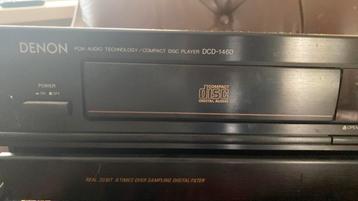 DENON
PCM AUDIO TECHNOLOGY / COMPACT DISC PLAYER DCD-1460
POWER
ON OFF
COMPACT
disc
DIGITAL AUDIO
OPEN
REAL 20 BIT 8 TIMES OVER SAMPLING DIGITAL FILTER